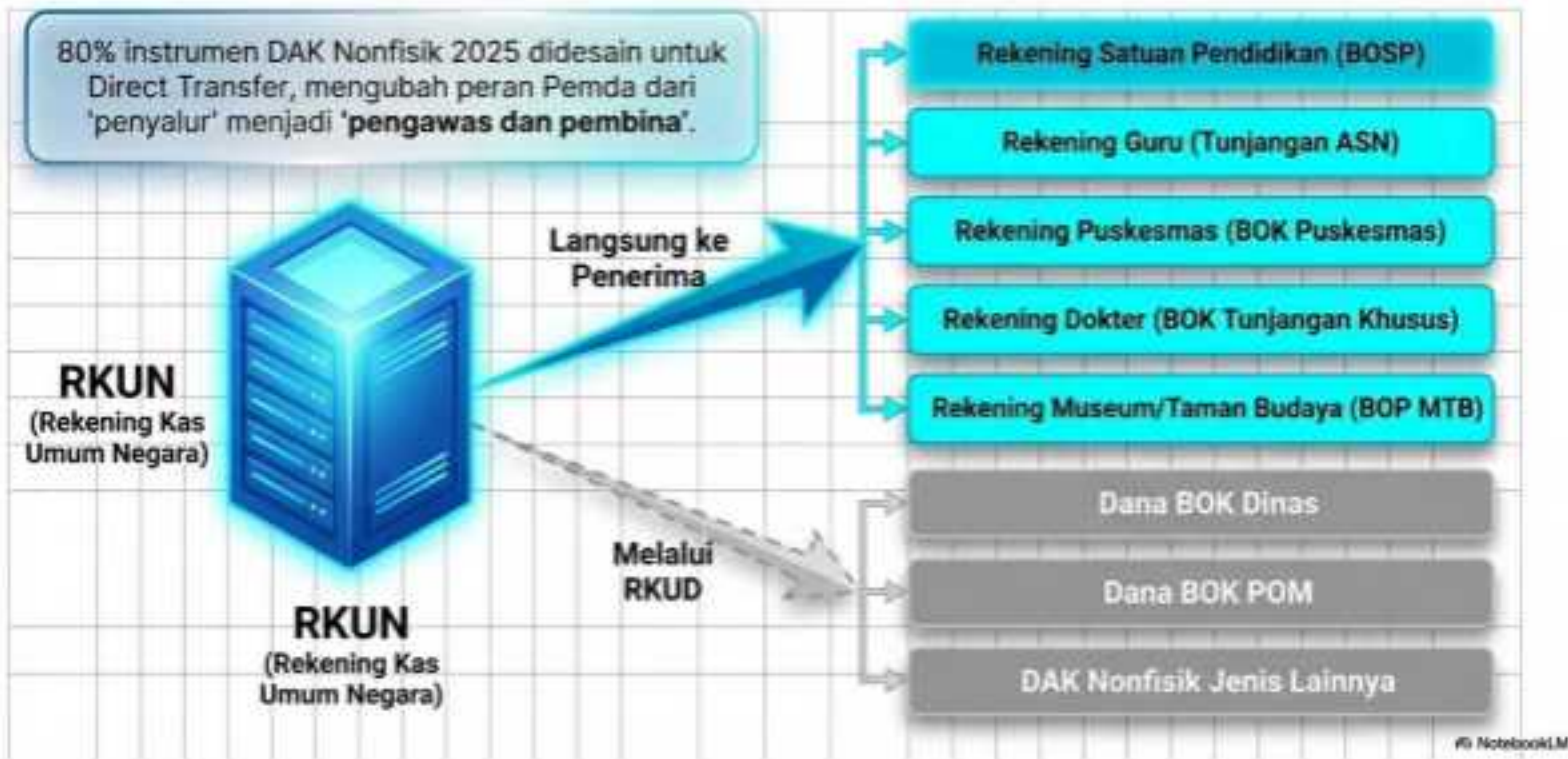 80% instrumen DAK Nonfisik 2025 didesain untuk
Direct Transfer, mengubah peran Pemda dari
'penyalur' menjadi 'pengawas dan pembina'.
RKUN
(Rekening Kas
Umum Negara)
RKUN
(Rekening Kas
Umum Negara)
Langsung ke
Penerima
Melalui
RKUD
Rekening Satuan Pendidikan (BOSP)
Rekening Guru (Tunjangan ASN)
Rekening Puskesmas (BOK Puskesmas)
Rekening Dokter (BOK Tunjangan Khusus)
Rekening Museum/Taman Budaya (BOP MTB)
Dana BOK Dinas
Dana BOK POM
DAK Nonfisik Jenis Lainnya
NotebookLM